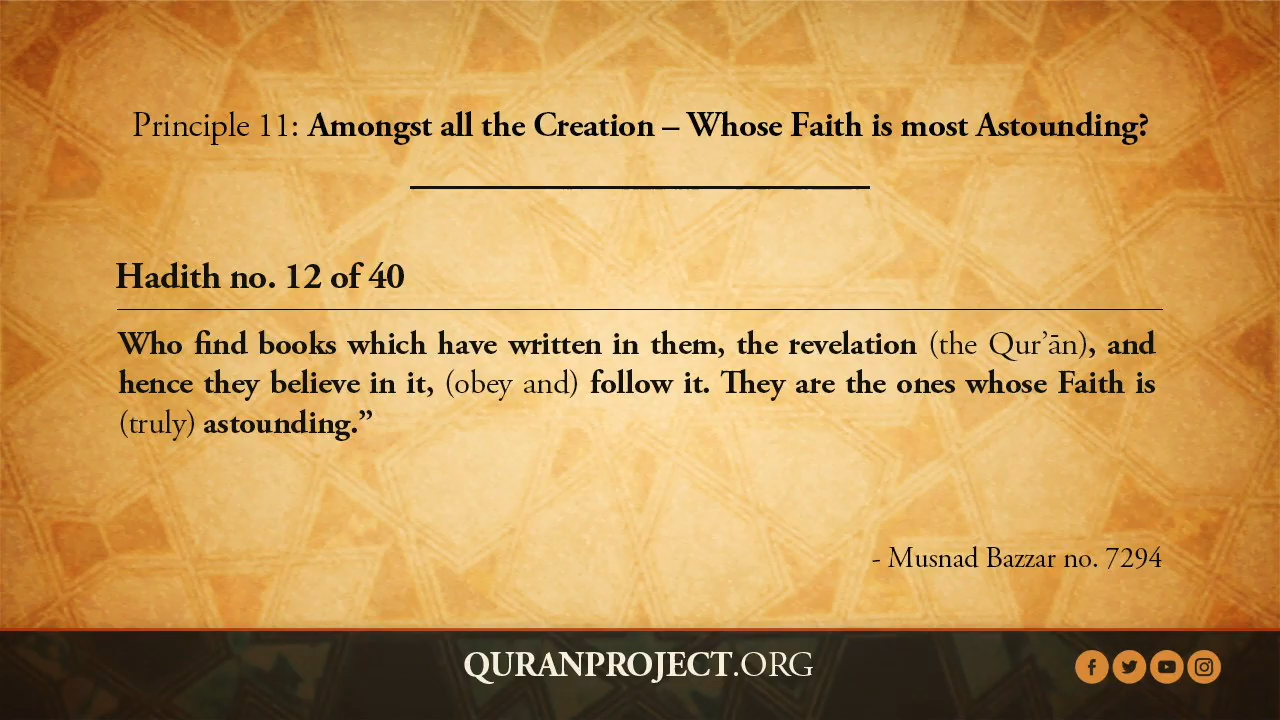 Principle 11: Amongst all the Creation – Whose Faith is most Astounding?
Hadith no. 12 of 40
Who find books which have written in them, the revelation (the Qur’ān), and
hence they believe in it, (obey and) follow it. They are the ones whose Faith is
(truly) astounding.”
- Musnad Bazzar no. 7294
QURANPROJECT.ORG